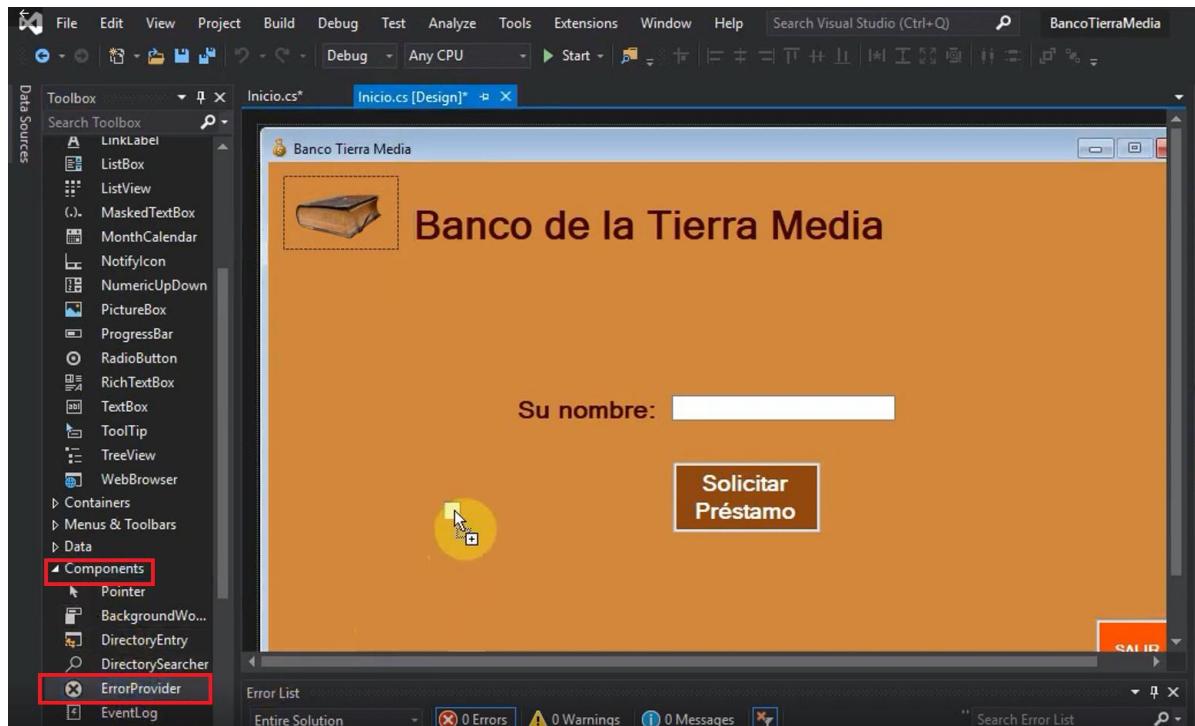 File Edit View Project Build Debug Test Analyze Tools Extensions Window Help Search Visual Studio (Ctrl+Q) BancoTierraMedia
Debug Any CPU Start
Data Sources
Toolbox
Search Toolbox
LinkLabel
ListBox
ListView
MaskedTextBox
MonthCalendar
NotifyIcon
NumericUpDown
PictureBox
ProgressBar
RadioButton
RichTextBox
TextBox
ToolTip
TreeView
WebBrowser
Containers
Menus & Toolbars
Data
Components
Pointer
BackgroundWo...
DirectoryEntry
DirectorySearcher
ErrorProvider
EventLog
Inicio.cs* Inicio.cs [Design]*
Banco Tierra Media
Banco de la Tierra Media
Su nombre:
Solicitar
Préstamo
SALIR
Error List
Entire Solution 0 Errors 0 Warnings 0 Messages Search Error List